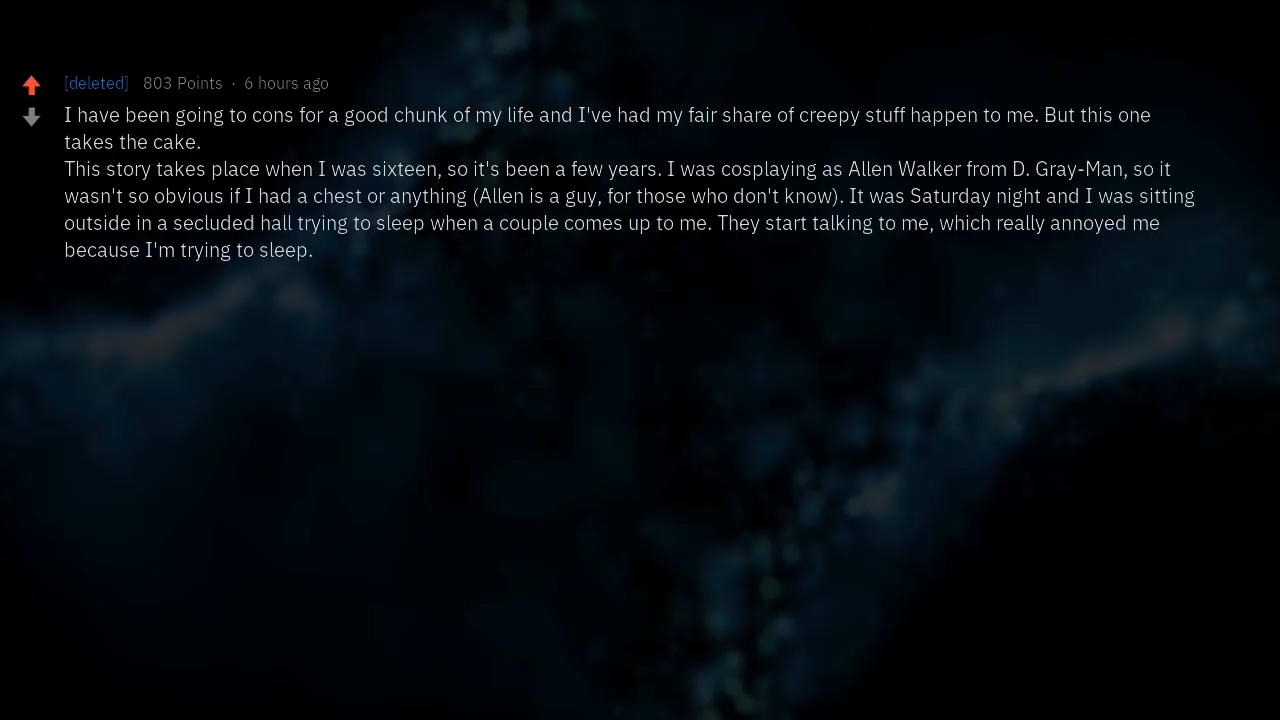 [deleted] 803 Points · 6 hours ago
I have been going to cons for a good chunk of my life and I've had my fair share of creepy stuff happen to me. But this one
takes the cake.
This story takes place when I was sixteen, so it's been a few years. I was cosplaying as Allen Walker from D. Gray-Man, so it
wasn't so obvious if I had a chest or anything (Allen is a guy, for those who don't know). It was Saturday night and I was sitting
outside in a secluded hall trying to sleep when a couple comes up to me. They start talking to me, which really annoyed me
because I'm trying to sleep.